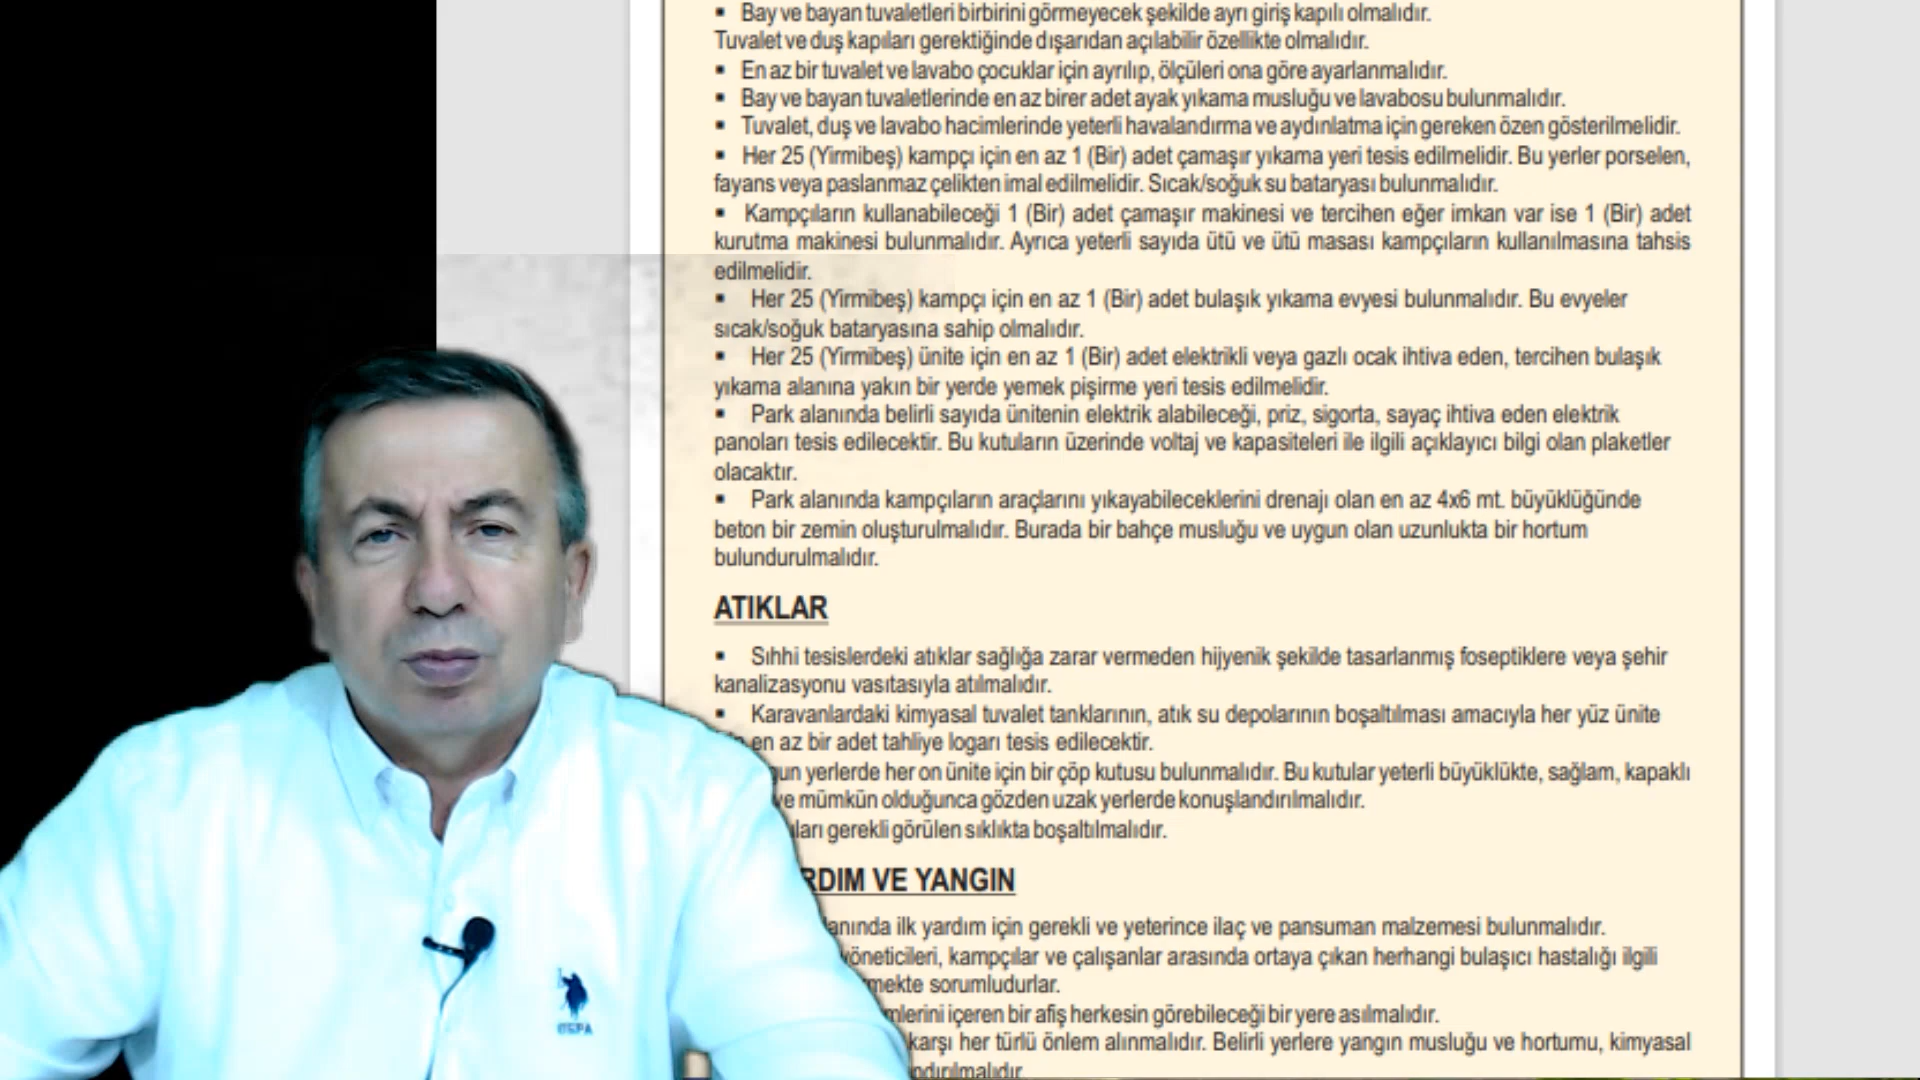 ▪ Bay ve bayan tuvaletleri birbirini görmeyecek şekilde ayrı giriş kapılı olmalıdır.
Tuvalet ve duş kapıları gerektiğinde dışarıdan açılabilir özellikte olmalıdır.
▪ En az bir tuvalet ve lavabo çocuklar için ayrılıp, ölçüleri ona göre ayarlanmalıdır.
▪ Bay ve bayan tuvaletlerinde en az birer adet ayak yıkama musluğu ve lavabosu bulunmalıdır.
▪ Tuvalet, duş ve lavabo hacimlerinde yeterli havalandırma ve aydınlatma için gereken özen gösterilmelidir.
▪ Her 25 (Yirmibeş) kampçı için en az 1 (Bir) adet çamaşır yıkama yeri tesis edilmelidir. Bu yerler porselen,
fayans veya paslanmaz çelikten imal edilmelidir. Sıcak/soğuk su bataryası bulunmalıdır.
▪ Kampçıların kullanabileceği 1 (Bir) adet çamaşır makinesi ve tercihen eğer imkan var ise 1 (Bir) adet
kurutma makinesi bulunmalıdır. Ayrıca yeterli sayıda ütü ve ütü masası kampçıların kullanılmasına tahsis
edilmelidir.
▪ Her 25 (Yirmibeş) kampçı için en az 1 (Bir) adet bulaşık yıkama evyesi bulunmalıdır. Bu evyeler
sıcak/soğuk bataryasına sahip olmalıdır.
▪ Her 25 (Yirmibeş) ünite için en az 1 (Bir) adet elektrikli veya gazlı ocak ihtiva eden, tercihen bulaşık
yıkama alanına yakın bir yerde yemek pişirme yeri tesis edilmelidir.
▪ Park alanında belirli sayıda ünitenin elektrik alabileceği, priz, sigorta, sayaç ihtiva eden elektrik
panoları tesis edilecektir. Bu kutuların üzerinde voltaj ve kapasiteleri ile ilgili açıklayıcı bilgi olan plaketler
olacaktır.
▪ Park alanında kampçıların araçlarını yıkayabileceklerini drenajı olan en az 4x6 mt. büyüklüğünde
beton bir zemin oluşturulmalıdır. Burada bir bahçe musluğu ve uygun olan uzunlukta bir hortum
bulundurulmalıdır.
ATIKLAR
▪ Sıhhi tesislerdeki atıklar sağlığa zarar vermeden hijyenik şekilde tasarlanmış foseptiklere veya şehir
kanalizasyonu vasıtasıyla atılmalıdır.
▪ Karavanlardaki kimyasal tuvalet tanklarının, atık su depolarının boşaltılması amacıyla her yüz ünite
en az bir adet tahliye logarı tesis edilecektir.
gun yerlerde her on ünite için bir çöp kutusu bulunmalıdır. Bu kutular yeterli büyüklükte, sağlam, kapaklı
ve mümkün olduğunca gözden uzak yerlerde konuşlandırılmalıdır.
ları gerekli görülen sıklıkta boşaltılmalıdır.
RDIM VE YANGIN
anında ilk yardım için gerekli ve yeterince ilaç ve pansuman malzemesi bulunmalıdır.
yöneticileri, kampçılar ve çalışanlar arasında ortaya çıkan herhangi bulaşıcı hastalığı ilgili
mekte sorumludurlar.
mlerini içeren bir afiş herkesin görebileceği bir yere asılmalıdır.
karşı her türlü önlem alınmalıdır. Belirli yerlere yangın musluğu ve hortumu, kimyasal
ndırılmalıdır.